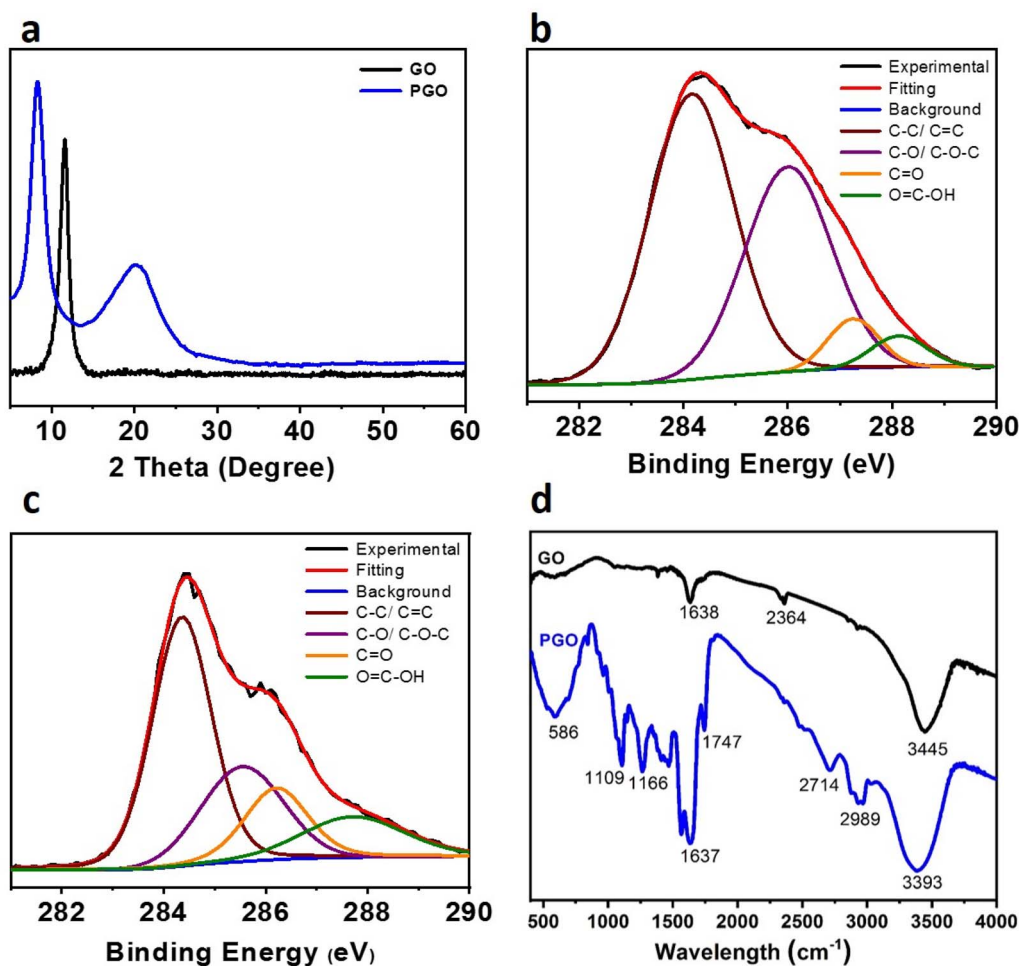 a
GO
PGO
10 20 30 40 50 60
2 Theta (Degree)
b
Experimental
Fitting
Background
C-C/ C=C
C-O/ C-O-C
C=O
O=C-OH
282 284 286 288 290
Binding Energy (eV)
c
Experimental
Fitting
Background
C-C/ C=C
C-O/ C-O-C
C=O
O=C-OH
282 284 286 288 290
Binding Energy (eV)
d
GO
1638
2364
3445
PGO
586
1109
1166
1637
1747
2714
2989
3393
500 1000 1500 2000 2500 3000 3500 4000
Wavelength (cm-1)